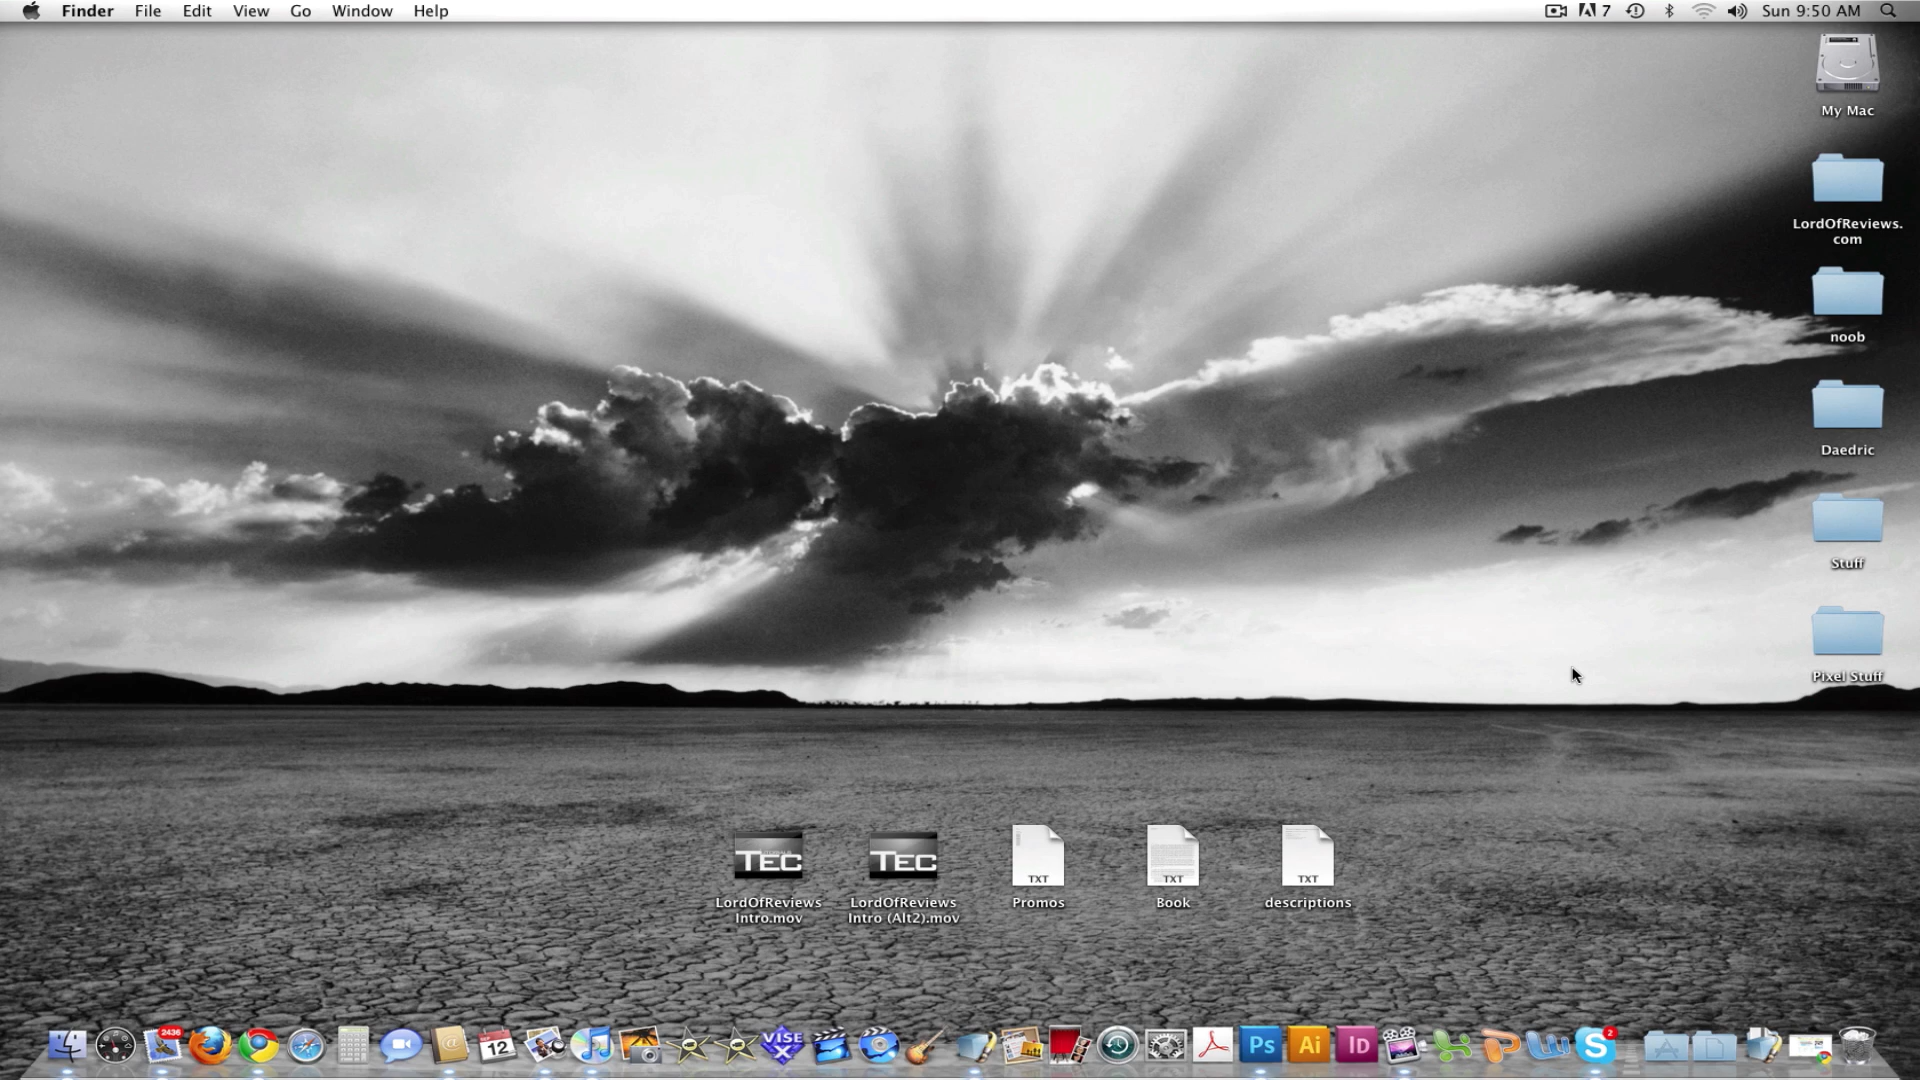 Finder File Edit View Go Window Help
7 Sun 9:50 AM
My Mac
LordOfReviews.
com
noob
Daedric
Stuff
Pixel Stuff
TEC
TEC
TXT
TXT
TXT
LordOfReviews
Intro.mov
LordOfReviews
Intro (Alt2).mov
Promos
Book
descriptions
2436
SEP
12
VISE
X
Ps
Ai
Id
2